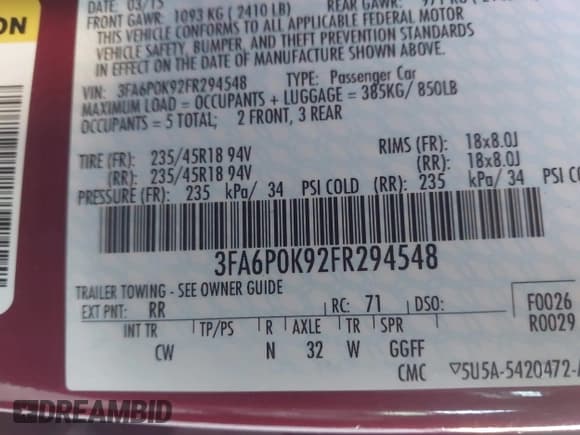 ON
DATE: 03/15
FRONT GAWR: 1093 KG ( 2410 LB) REAR GAWR:
THIS VEHICLE CONFORMS TO ALL APPLICABLE FEDERAL MOTOR
VEHICLE SAFETY, BUMPER, AND THEFT PREVENTION STANDARDS
IN EFFECT ON THE DATE OF MANUFACTURE SHOWN ABOVE.
VIN: 3FA6P0K92FR294548 TYPE: Passenger Car
MAXIMUM LOAD = OCCUPANTS + LUGGAGE = 385KG/ 850LB
OCCUPANTS = 5 TOTAL; 2 FRONT, 3 REAR
TIRE (FR): 235/45R18 94V RIMS (FR): 18x8.0J
(RR): 235/45R18 94V (RR): 18x8.0J
PRESSURE (FR): 235 kPa/ 34 PSI COLD (RR): 235 kPa/ 34 PSI CO
3FA6P0K92FR294548
TRAILER TOWING - SEE OWNER GUIDE
EXT PNT: RR RC: 71 DSO: F0026
R0029
INT TR TP/PS R AXLE TR SPR
CW N 32 W GGFF
CMC ▽5U5A-5420472-A
DREAMBID